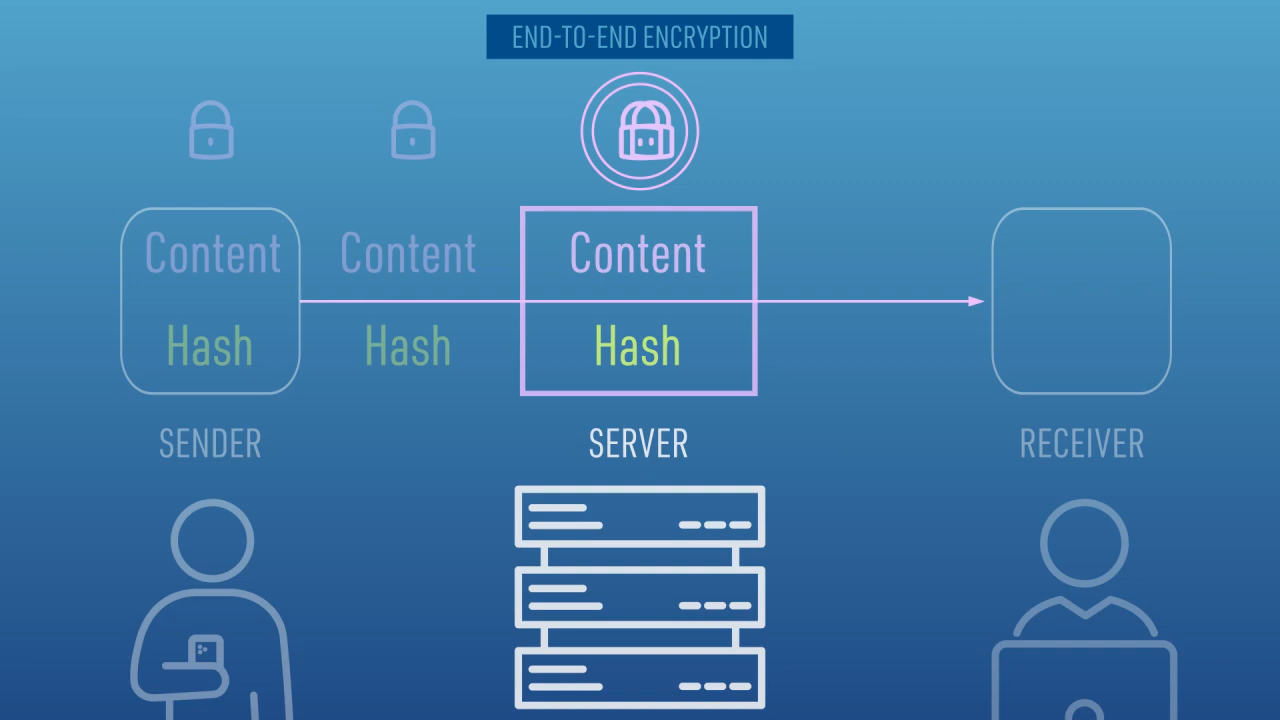 END-TO-END ENCRYPTION
Content Content Content
Hash Hash Hash
SENDER SERVER RECEIVER